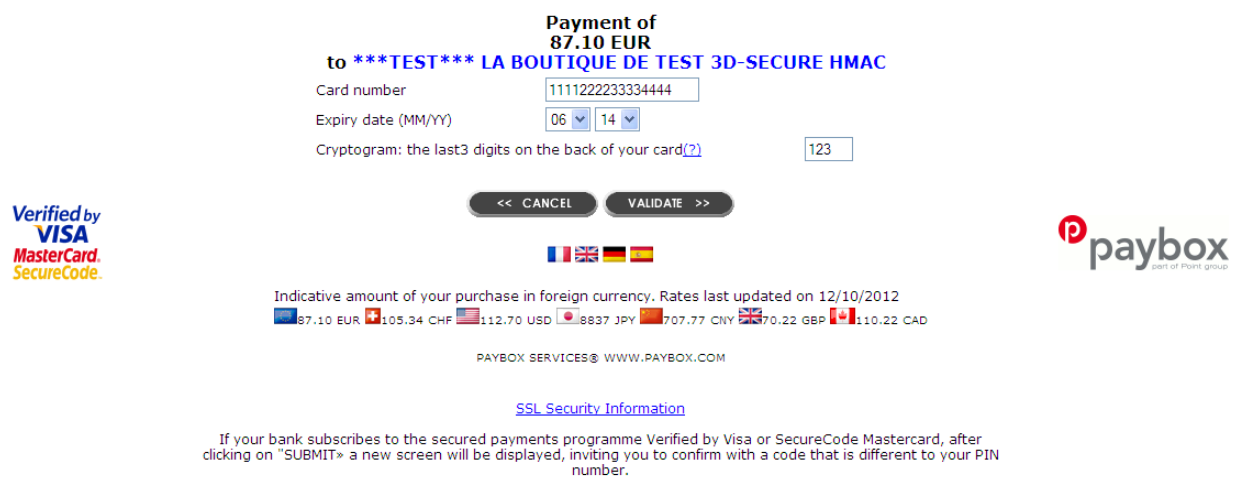 Payment of
87.10 EUR
to ***TEST*** LA BOUTIQUE DE TEST 3D-SECURE HMAC
Card number 1111222233334444
Expiry date (MM/YY) 06 14
Cryptogram: the last3 digits on the back of your card(?) 123
<< CANCEL VALIDATE >>
Verified by
VISA
MasterCard.
SecureCode.
paybox
part of Point group
Indicative amount of your purchase in foreign currency. Rates last updated on 12/10/2012
87.10 EUR 105.34 CHF 112.70 USD 8837 JPY 707.77 CNY 70.22 GBP 110.22 CAD
PAYBOX SERVICES® WWW.PAYBOX.COM
SSL Security Information
If your bank subscribes to the secured payments programme Verified by Visa or SecureCode Mastercard, after
clicking on "SUBMIT» a new screen will be displayed, inviting you to confirm with a code that is different to your PIN
number.